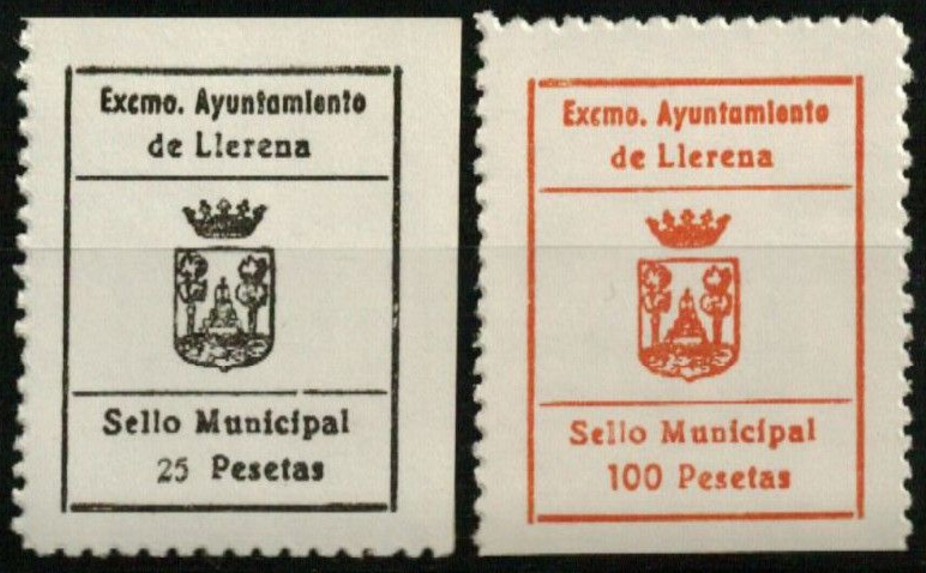 Excmo. Ayuntamiento
de Llerena
Sello Municipal
25 Pesetas
Excmo. Ayuntamiento
de Llerena
Sello Municipal
100 Pesetas